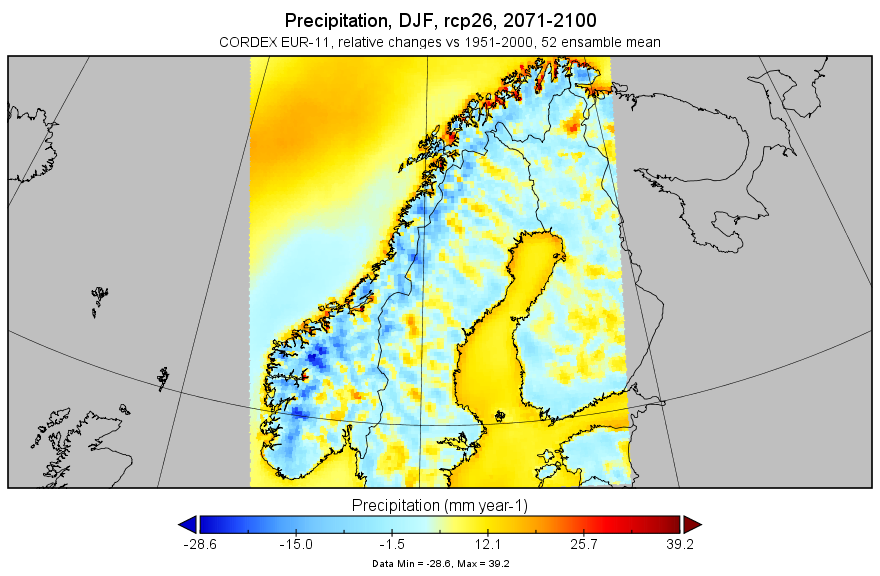 Precipitation, DJF, rcp26, 2071-2100
CORDEX EUR-11, relative changes vs 1951-2000, 52 ensamble mean
Precipitation (mm year-1)
-28.6 -15.0 -1.5 12.1 25.7 39.2
Data Min = -28.6, Max = 39.2